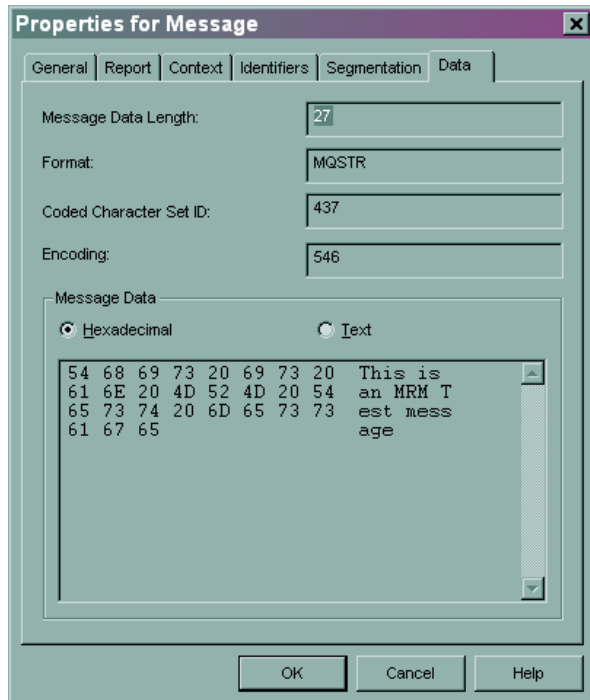 Properties for Message
General Report Context Identifiers Segmentation Data
Message Data Length: 27
Format: MQSTR
Coded Character Set ID: 437
Encoding: 546
Message Data
Hexadecimal Text
54 68 69 73 20 69 73 20 This is
61 6E 20 4D 52 4D 20 54 an MRM T
65 73 74 20 6D 65 73 73 est mess
61 67 65 age
OK Cancel Help